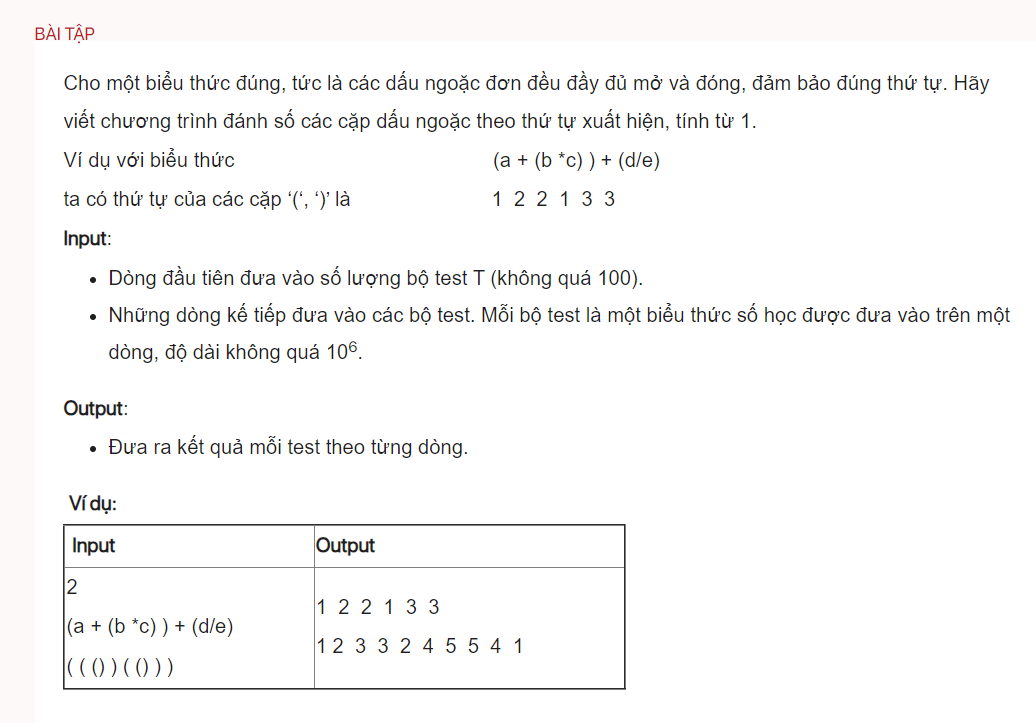 BÀI TẬP
Cho một biểu thức đúng, tức là các dấu ngoặc đơn đều đầy đủ mở và đóng, đảm bảo đúng thứ tự. Hãy
viết chương trình đánh số các cặp dấu ngoặc theo thứ tự xuất hiện, tính từ 1.
Ví dụ với biểu thức (a + (b *c) ) + (d/e)
ta có thứ tự của các cặp ‘(‘, ‘)’ là 1 2 2 1 3 3
Input:
• Dòng đầu tiên đưa vào số lượng bộ test T (không quá 100).
• Những dòng kế tiếp đưa vào các bộ test. Mỗi bộ test là một biểu thức số học được đưa vào trên một
dòng, độ dài không quá 10⁶.
Output:
• Đưa ra kết quả mỗi test theo từng dòng.
Ví dụ:
Input Output
2
(a + (b *c) ) + (d/e)
( ( () ) ( () ) )
1 2 2 1 3 3
1 2 3 3 2 4 5 5 4 1